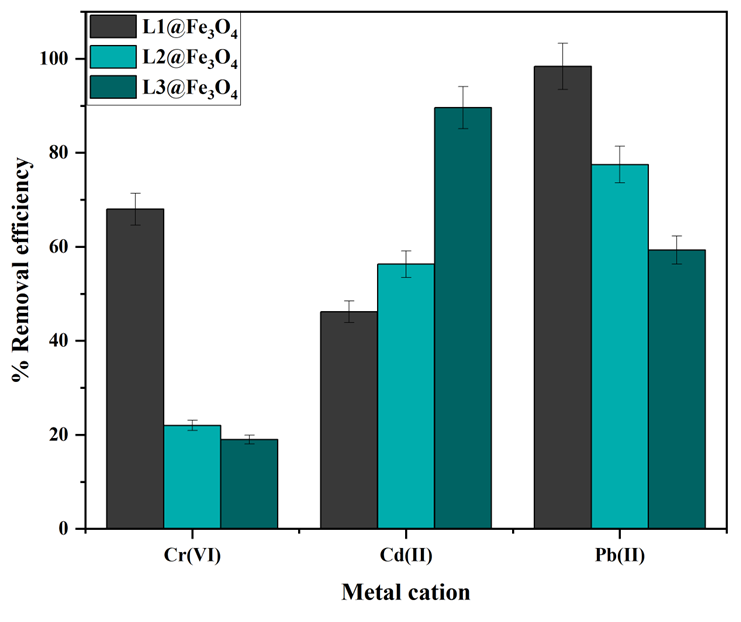 L1@Fe₃O₄
L2@Fe₃O₄
L3@Fe₃O₄
100
80
60
40
20
0
% Removal efficiency
Cr(VI) Cd(II) Pb(II)
Metal cation